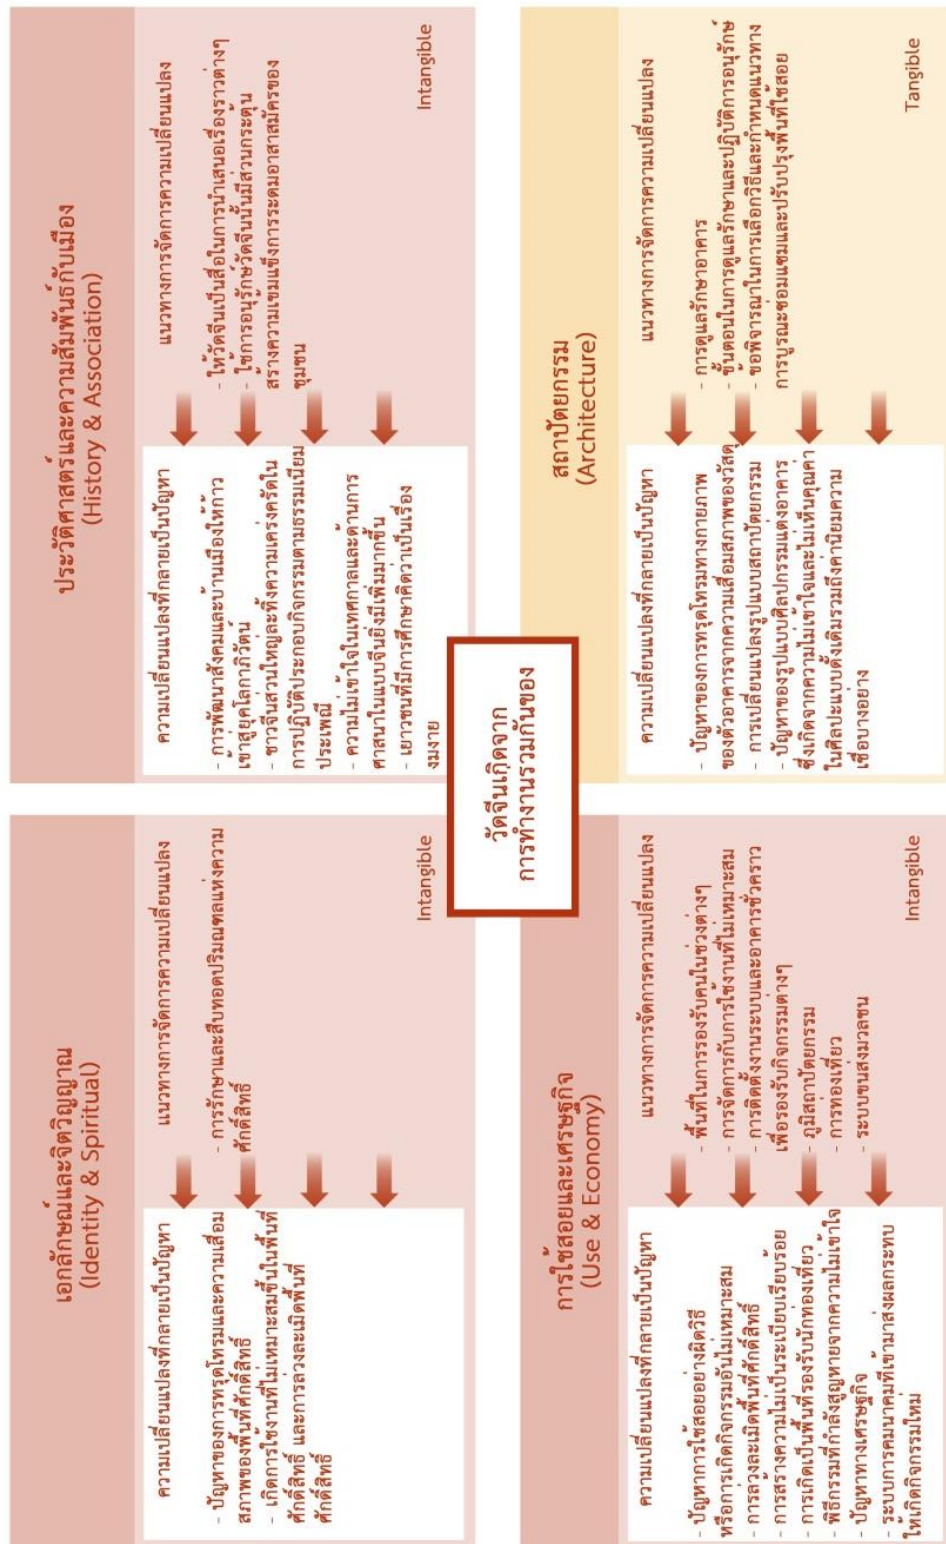 เอกลักษณ์และจิตวิญญาณ
(Identity & Spiritual)
ความเปลี่ยนแปลงที่กลายเป็นปัญหา
- ปัญหาของการทรุดโทรมและความเสื่อม
สภาพของพื้นที่ศักดิ์สิทธิ์
- เกิดการใช้งานที่ไม่เหมาะสมขึ้นในพื้นที่
ศักดิ์สิทธิ์ และการล่วงละเมิดพื้นที่
ศักดิ์สิทธิ์
แนวทางการจัดการความเปลี่ยนแปลง
- การรักษาและสืบทอดปริมณฑลแห่งความ
ศักดิ์สิทธิ์
Intangible
ประวัติศาสตร์และความสัมพันธ์กับเมือง
(History & Association)
ความเปลี่ยนแปลงที่กลายเป็นปัญหา
- การพัฒนาสังคมและบ้านเมืองให้ก้าว
เข้าสู่ยุคโลกาภิวัตน์
- ชาวจีนส่วนใหญ่ละทิ้งความเคร่งครัดใน
การปฏิบัติประกอบกิจกรรมตามธรรมเนียม
ประเพณี
- ความไม่เข้าใจในเทศกาลและด้านการ
ศาสนาในแบบจีนยิ่งมีเพิ่มมากขึ้น
- เยาวชนที่มีการศึกษาคิดว่าเป็นเรื่อง
งมงาย
แนวทางการจัดการความเปลี่ยนแปลง
- ให้วัดจีนเป็นสื่อในการนำเสนอเรื่องราวต่างๆ
- ใช้การอนุรักษ์วัดจีนนั้นมีส่วนกระตุ้น
สร้างความเข้มแข็งการระดมอาสาสมัครของ
ชุมชน
Intangible
วัดจีนเกิดจาก
การทำงานรวมกันของ
การใช้สอยและเศรษฐกิจ
(Use & Economy)
ความเปลี่ยนแปลงที่กลายเป็นปัญหา
- ปัญหาการใช้สอยอย่างผิดวิธี
หรือการเกิดกิจกรรมอันไม่เหมาะสม
- การล่วงละเมิดพื้นที่ศักดิ์สิทธิ์
- การสร้างความไม่เป็นระเบียบเรียบร้อย
- การเกิดเป็นพื้นที่รองรับนักท่องเที่ยว
- พิธีกรรมที่กำลังสูญหายจากความไม่เข้าใจ
- ปัญหาทางเศรษฐกิจ
- ระบบการคมนาคมที่เข้ามาส่งผลกระทบ
ให้เกิดกิจกรรมใหม่
แนวทางการจัดการความเปลี่ยนแปลง
- พื้นที่ในการรองรับคนในช่วงต่างๆ
- การจัดการกับการใช้งานที่ไม่เหมาะสม
- การติดตั้งงานระบบและอาคารชั่วคราว
เพื่อรองรับกิจกรรมต่างๆ
- ภูมิสถาปัตยกรรม
- การท่องเที่ยว
- ระบบขนส่งมวลชน
Intangible
สถาปัตยกรรม
(Architecture)
ความเปลี่ยนแปลงที่กลายเป็นปัญหา
- ปัญหาของการทรุดโทรมทางกายภาพ
ของตัวอาคารจากความเสื่อมสภาพของวัสดุ
- การเปลี่ยนแปลงรูปแบบสถาปัตยกรรม
- ปัญหาของรูปแบบศิลปกรรมแต่งอาคาร
ซึ่งเกิดจากความไม่เข้าใจและไม่เห็นคุณค่า
ในศิลปะแบบดั้งเดิมรวมถึงค่านิยมความ
เชื่อบางอย่าง
แนวทางการจัดการความเปลี่ยนแปลง
- การดูแลรักษาอาคาร
- ขั้นตอนในการดูแลรักษาและปฏิบัติการอนุรักษ์
- ข้อพิจารณาในการเลือกวิธีและกำหนดแนวทาง
การบูรณะซ่อมแซมและปรับปรุงพื้นที่ใช้สอย
Tangible